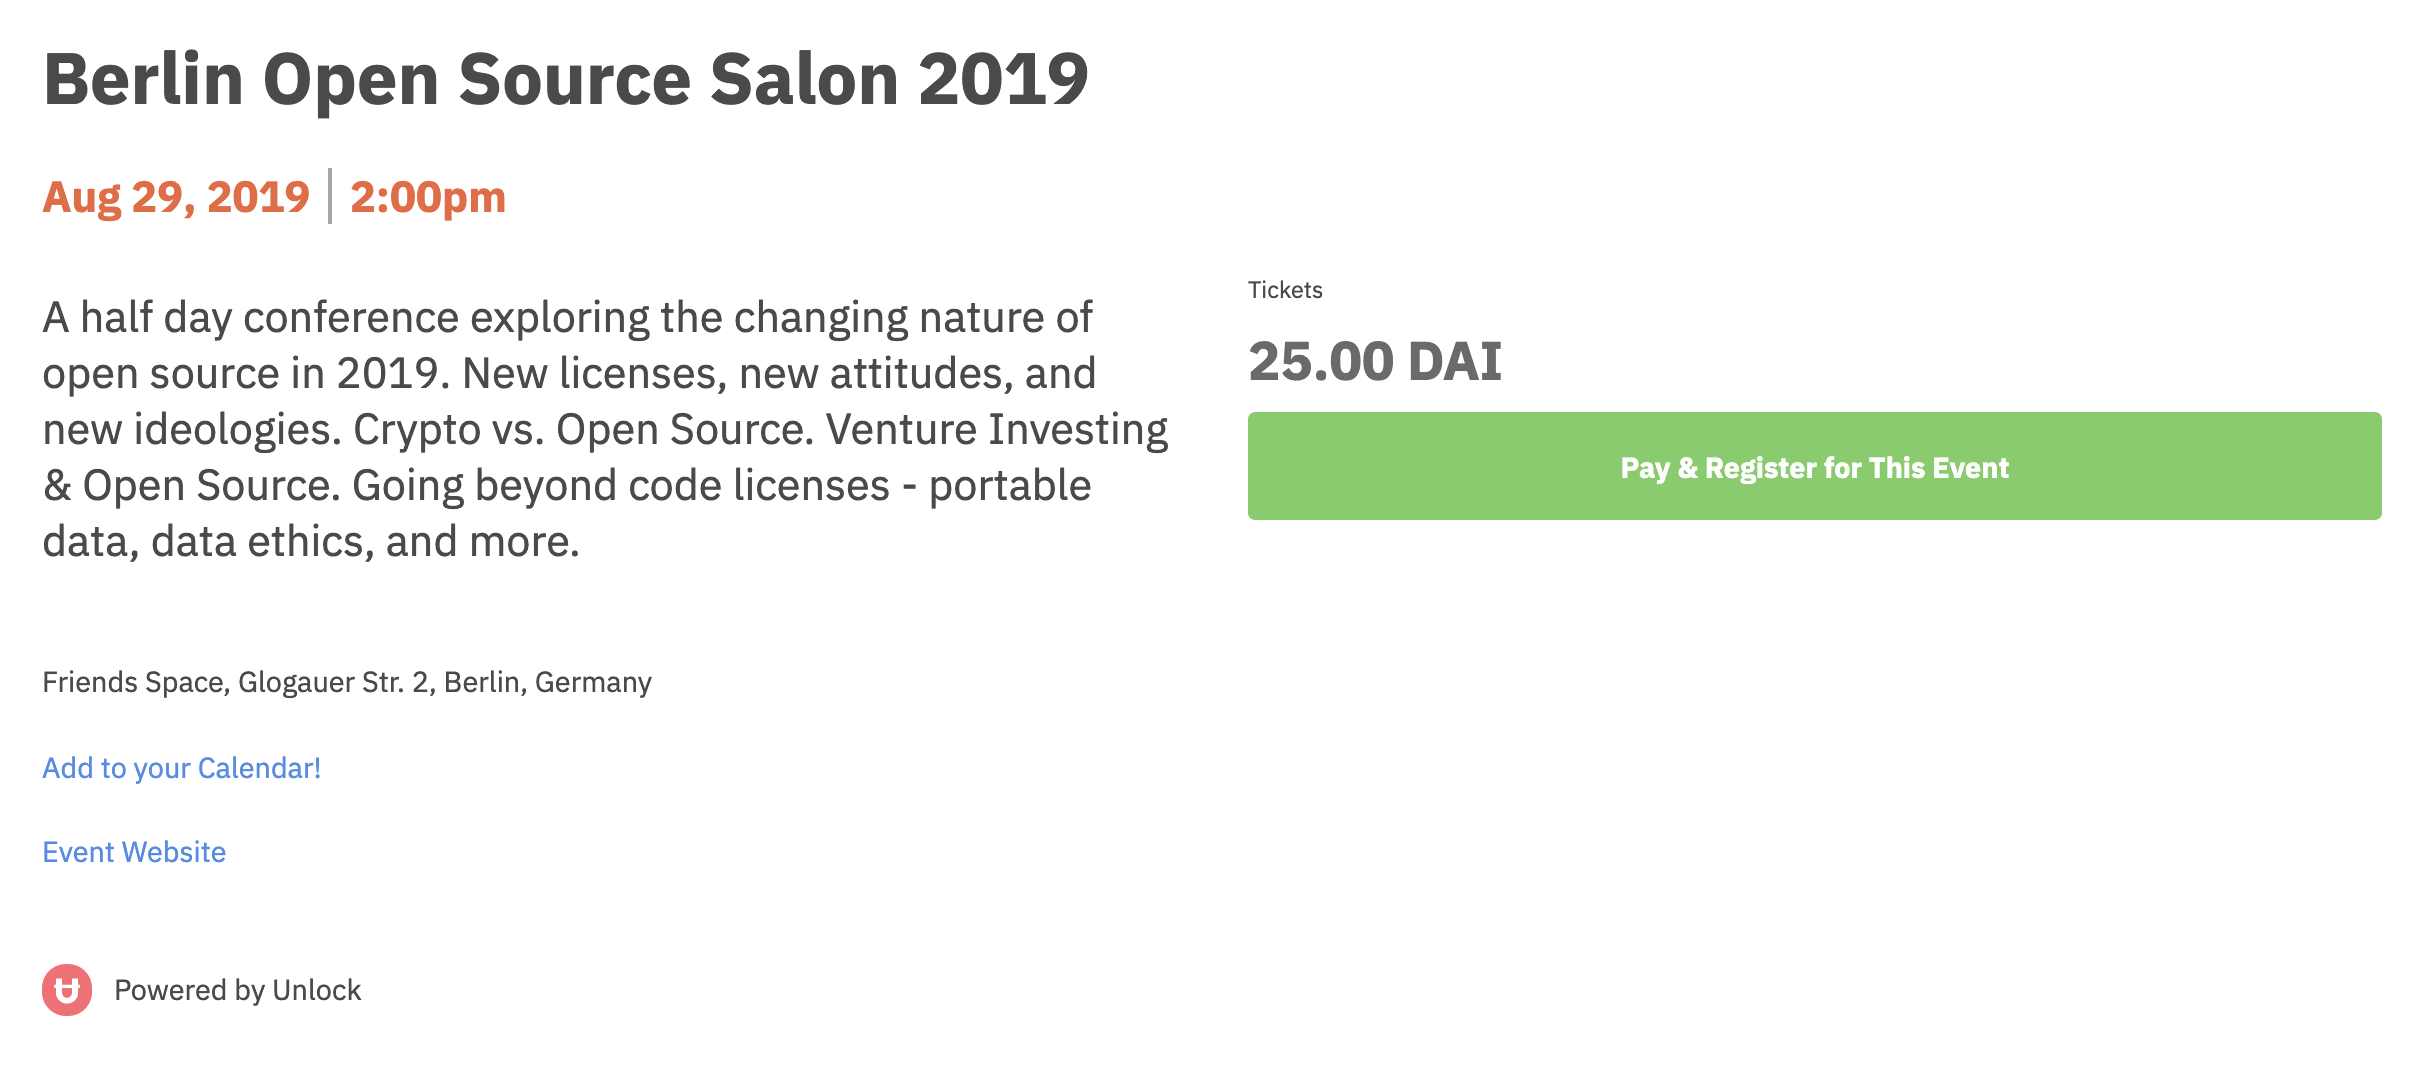 Berlin Open Source Salon 2019
Aug 29, 2019
2:00pm
A half day conference exploring the changing nature of
open source in 2019. New licenses, new attitudes, and
new ideologies. Crypto vs. Open Source. Venture Investing
& Open Source. Going beyond code licenses - portable
data, data ethics, and more.
Tickets
25.00 DAI
Pay & Register for This Event
Friends Space, Glogauer Str. 2, Berlin, Germany
Add to your Calendar!
Event Website
Powered by Unlock